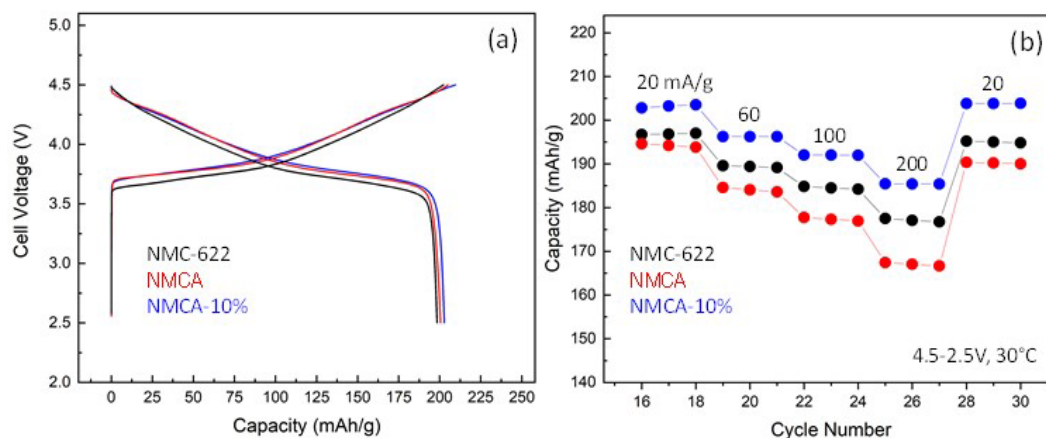 (a)
5.0
4.5
4.0
3.5
3.0
2.5
2.0
Cell Voltage (V)
NMC-622
NMCA
NMCA-10%
0 25 50 75 100 125 150 175 200 225 250
Capacity (mAh/g)
(b)
220
210
200
190
180
170
160
150
140
Capacity (mAh/g)
20 mA/g
60
100
200
20
NMC-622
NMCA
NMCA-10%
4.5-2.5V, 30°C
16 18 20 22 24 26 28 30
Cycle Number